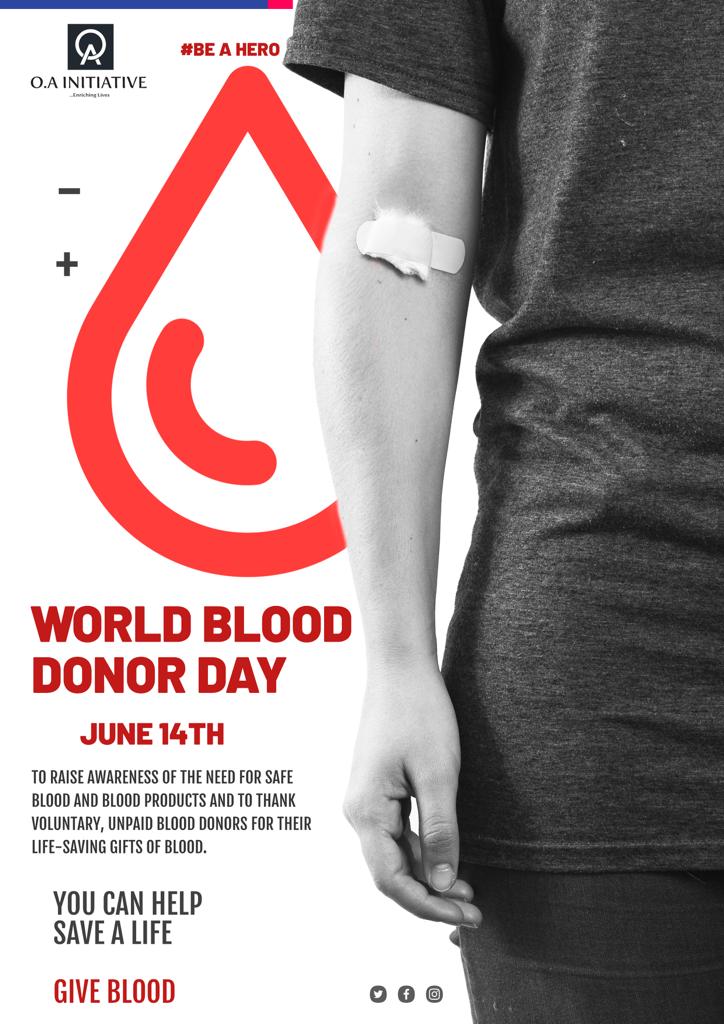 O.A INITIATIVE
...Enriching Lives
#BE A HERO
-
+
WORLD BLOOD
DONOR DAY
JUNE 14TH
TO RAISE AWARENESS OF THE NEED FOR SAFE
BLOOD AND BLOOD PRODUCTS AND TO THANK
VOLUNTARY, UNPAID BLOOD DONORS FOR THEIR
LIFE-SAVING GIFTS OF BLOOD.
YOU CAN HELP
SAVE A LIFE
GIVE BLOOD